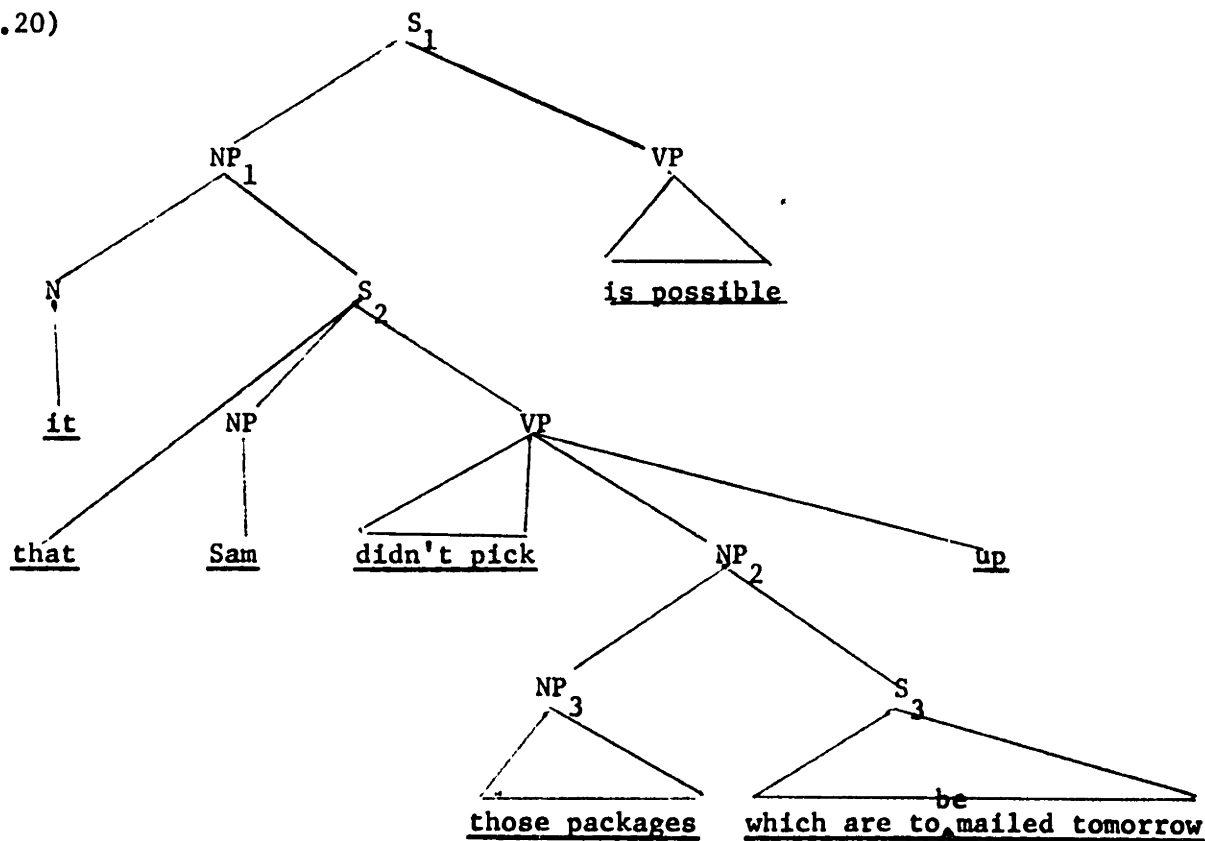 .20)
S1
NP1 VP
N S2 is possible
it NP VP
that Sam didn't pick NP2 up
NP3 S3
be
those packages which are to‸mailed tomorrow